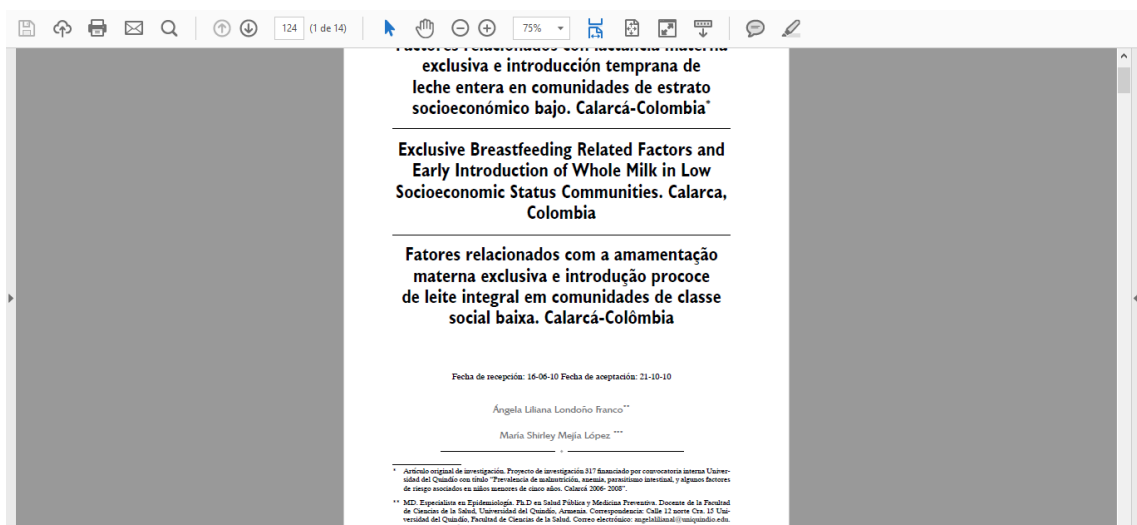 124 (1 de 14) 75%
Factores relacionados con lactancia materna
exclusiva e introducción temprana de
leche entera en comunidades de estrato
socioeconómico bajo. Calarcá-Colombia*
Exclusive Breastfeeding Related Factors and
Early Introduction of Whole Milk in Low
Socioeconomic Status Communities. Calarca,
Colombia
Fatores relacionados com a amamentação
materna exclusiva e introdução prococe
de leite integral em comunidades de classe
social baixa. Calarcá-Colômbia
Fecha de recepción: 16-06-10 Fecha de aceptación: 21-10-10
Ángela Liliana Londoño Franco**
María Shirley Mejía López ***
* Artículo original de investigación. Proyecto de investigación 317 financiado por convocatoria interna Univer-
sidad del Quindío con título "Prevalencia de malnutrición, anemia, parasitismo intestinal, y algunos factores
de riesgo asociados en niños menores de cinco años. Calarcá 2006- 2008".
** MD. Especialista en Epidemiología. Ph.D en Salud Pública y Medicina Preventiva. Docente de la Facultad
de Ciencias de la Salud, Universidad del Quindío, Armenia. Correspondencia: Calle 12 norte Cra. 15 Uni-
versidad del Quindío, Facultad de Ciencias de la Salud. Correo electrónico: angelalilianal@uniquindio.edu.